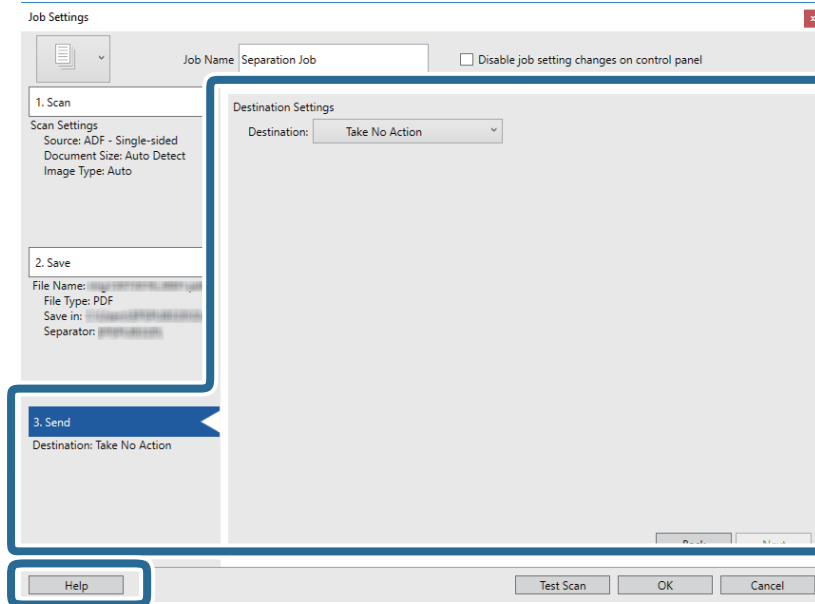 Job Settings
Job Name Separation Job Disable job setting changes on control panel
1. Scan
Scan Settings
Source: ADF - Single-sided
Document Size: Auto Detect
Image Type: Auto
2. Save
File Name:
File Type: PDF
Save in:
Separator:
3. Send
Destination: Take No Action
Destination Settings
Destination: Take No Action
Back Next
Help Test Scan OK Cancel